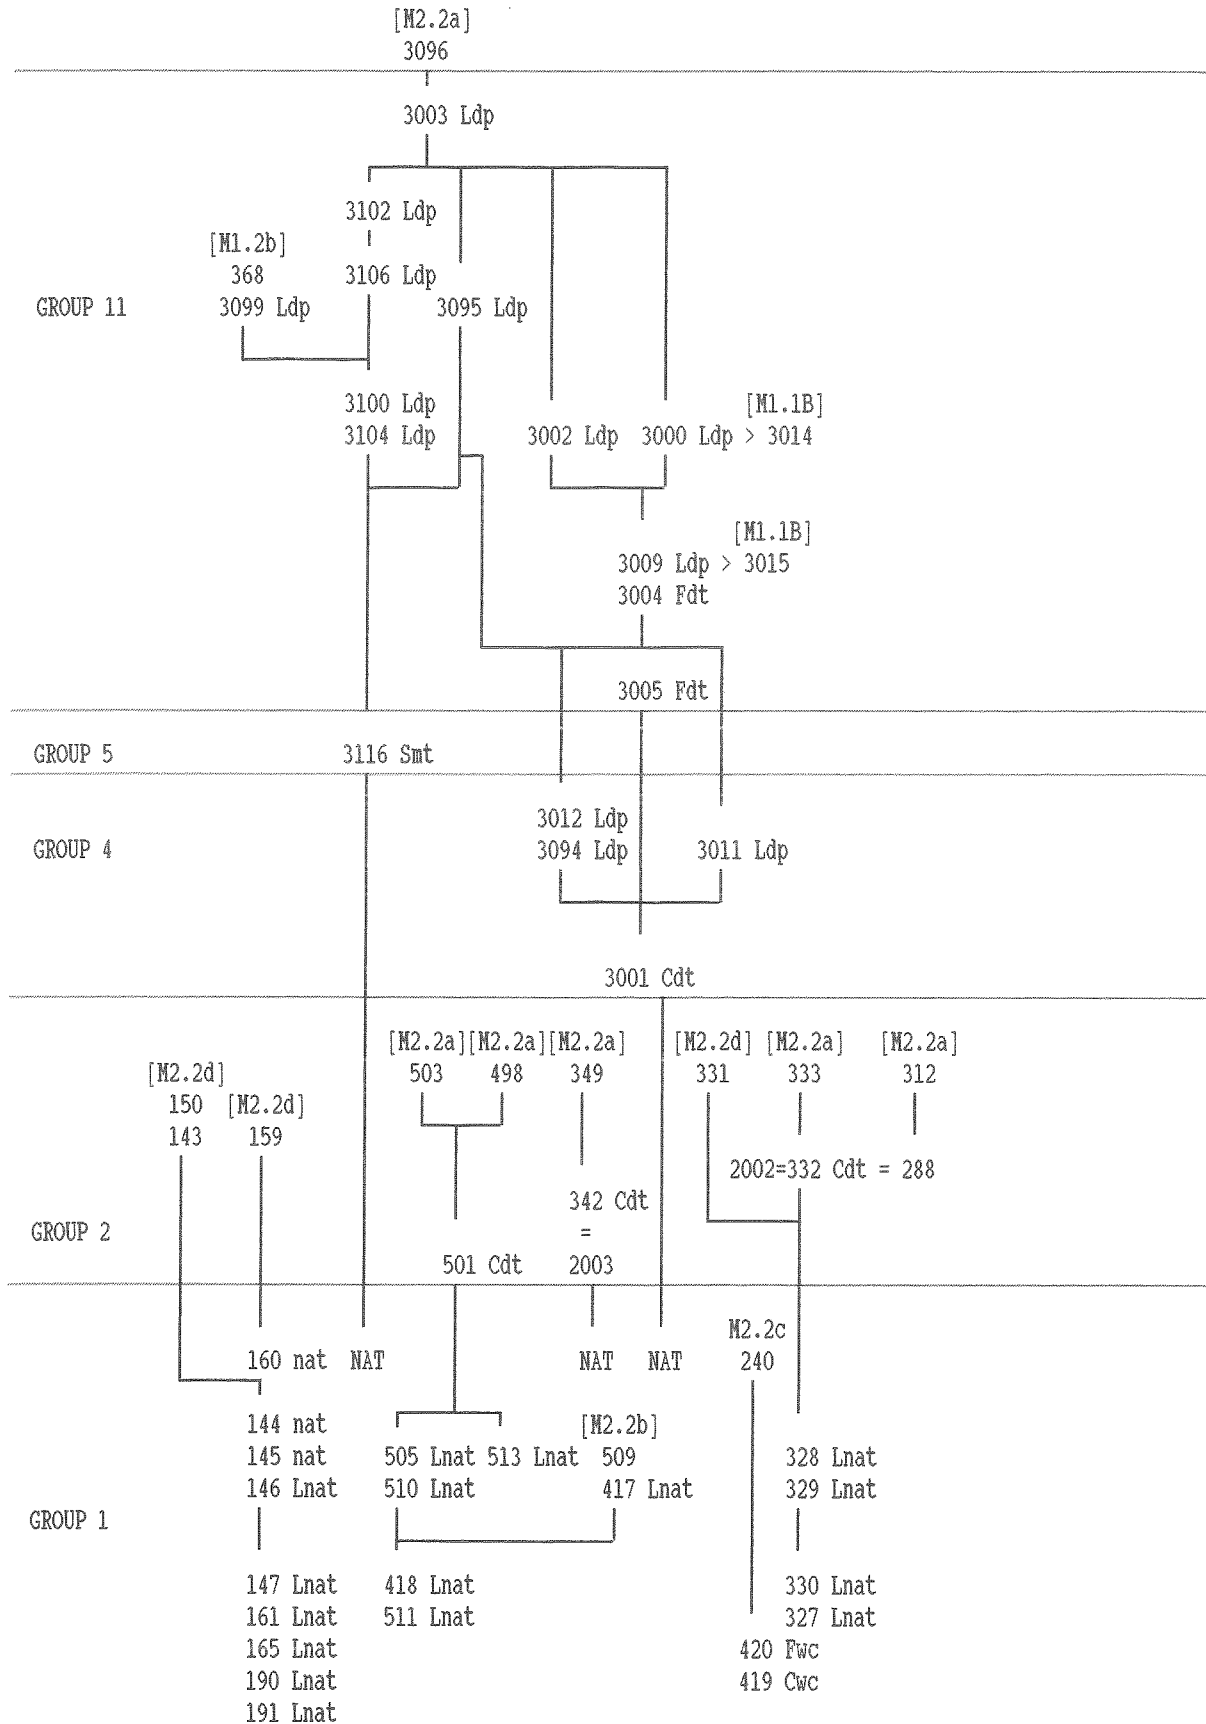 [M2.2a]
3096
3003 Ldp
3102 Ldp
[M1.2b]
368 3106 Ldp
GROUP 11 3099 Ldp 3095 Ldp
3100 Ldp [M1.1B]
3104 Ldp 3002 Ldp 3000 Ldp > 3014
[M1.1B]
3009 Ldp > 3015
3004 Fdt
3005 Fdt
GROUP 5 3116 Smt
3012 Ldp
GROUP 4 3094 Ldp 3011 Ldp
3001 Cdt
[M2.2a][M2.2a][M2.2a] [M2.2d] [M2.2a] [M2.2a]
[M2.2d] 503 498 349 331 333 312
150 [M2.2d]
143 159
2002=332 Cdt = 288
342 Cdt
GROUP 2 =
501 Cdt 2003
M2.2c
160 nat NAT NAT NAT 240
144 nat [M2.2b]
145 nat 505 Lnat 513 Lnat 509 328 Lnat
146 Lnat 510 Lnat 417 Lnat 329 Lnat
GROUP 1
147 Lnat 418 Lnat 330 Lnat
161 Lnat 511 Lnat 327 Lnat
165 Lnat 420 Fwc
190 Lnat 419 Cwc
191 Lnat